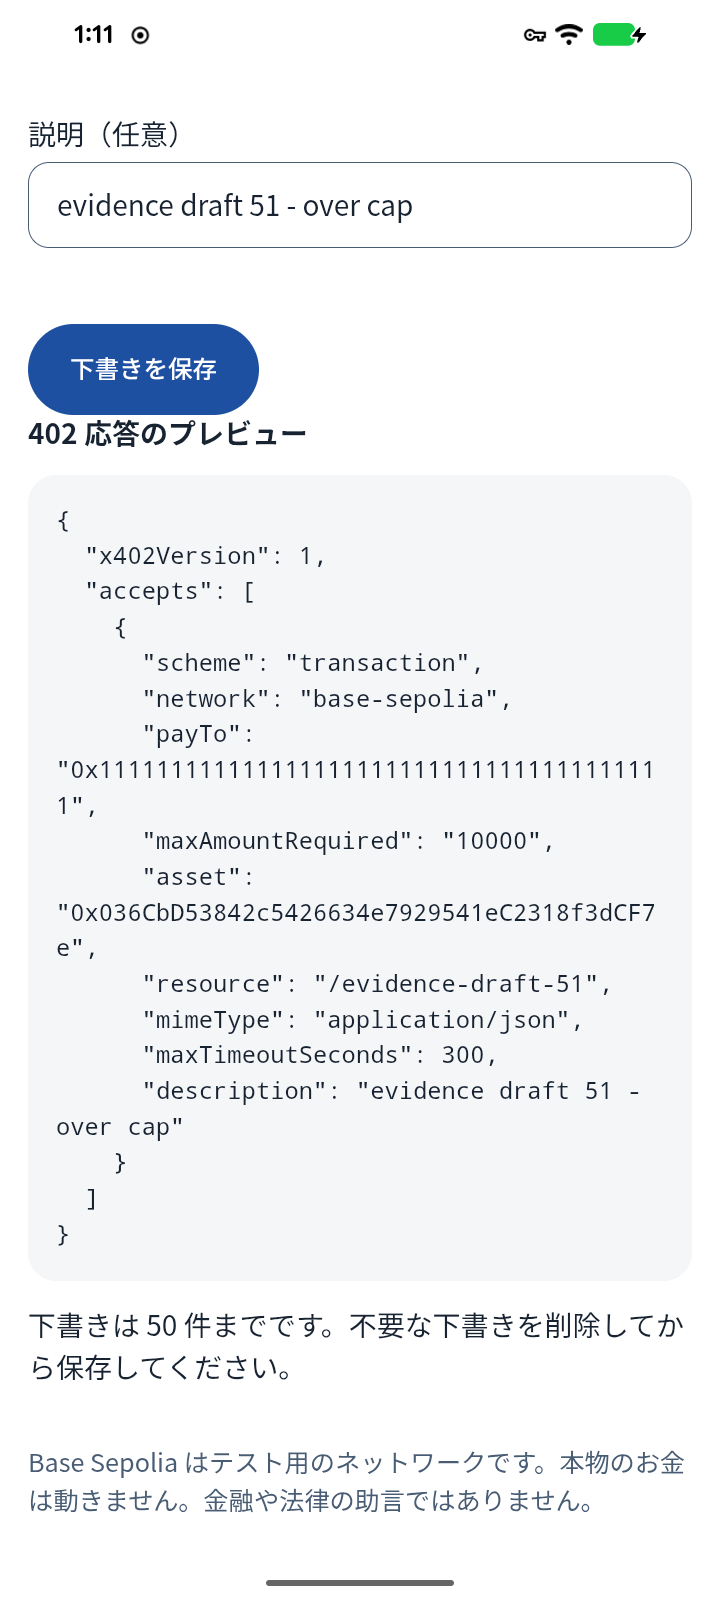 1:11
説明（任意）
evidence draft 51 - over cap
下書きを保存
402 応答のプレビュー
{
"x402Version": 1,
"accepts": [
{
"scheme": "transaction",
"network": "base-sepolia",
"payTo":
"0x111111111111111111111111111111111111111
1",
"maxAmountRequired": "10000",
"asset":
"0x036CbD53842c5426634e7929541eC2318f3dCF7
e",
"resource": "/evidence-draft-51",
"mimeType": "application/json",
"maxTimeoutSeconds": 300,
"description": "evidence draft 51 -
over cap"
}
]
}
下書きは 50 件までです。不要な下書きを削除してか
ら保存してください。
Base Sepolia はテスト用のネットワークです。本物のお金
は動きません。金融や法律の助言ではありません。